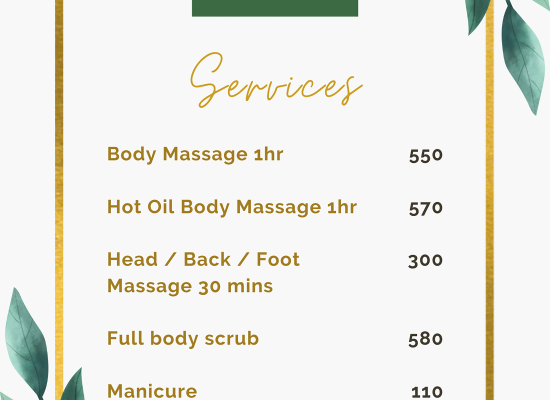 Services
Body Massage 1hr 550
Hot Oil Body Massage 1hr 570
Head / Back / Foot 300
Massage 30 mins
Full body scrub 580
Manicure 110